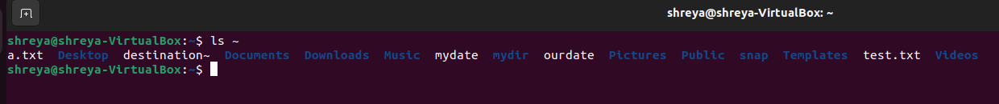 shreya@shreya-VirtualBox: ~
shreya@shreya-VirtualBox:~$ ls ~
a.txt  Desktop  destination~  Documents  Downloads  Music  mydate  mydir  ourdate  Pictures  Public  snap  Templates  test.txt  Videos
shreya@shreya-VirtualBox:~$